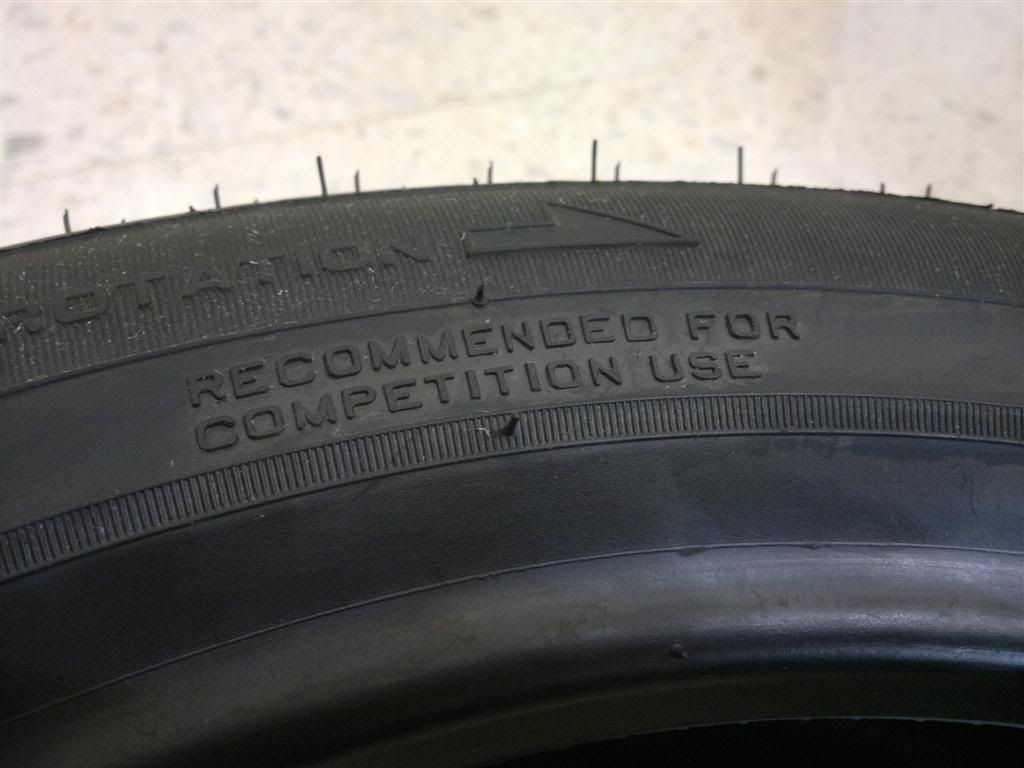 ROTATION
RECOMMENDED FOR
COMPETITION USE